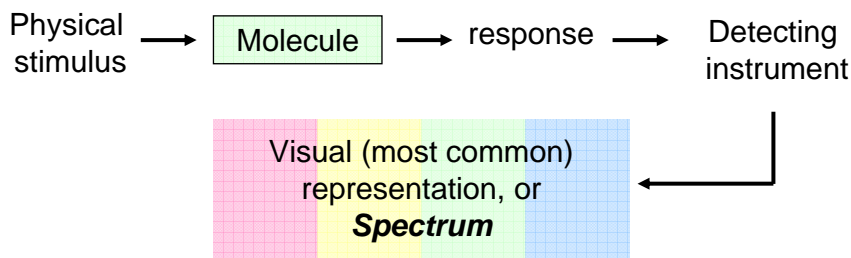 Physical
stimulus
Molecule
response
Detecting
instrument
Visual (most common)
representation, or
Spectrum